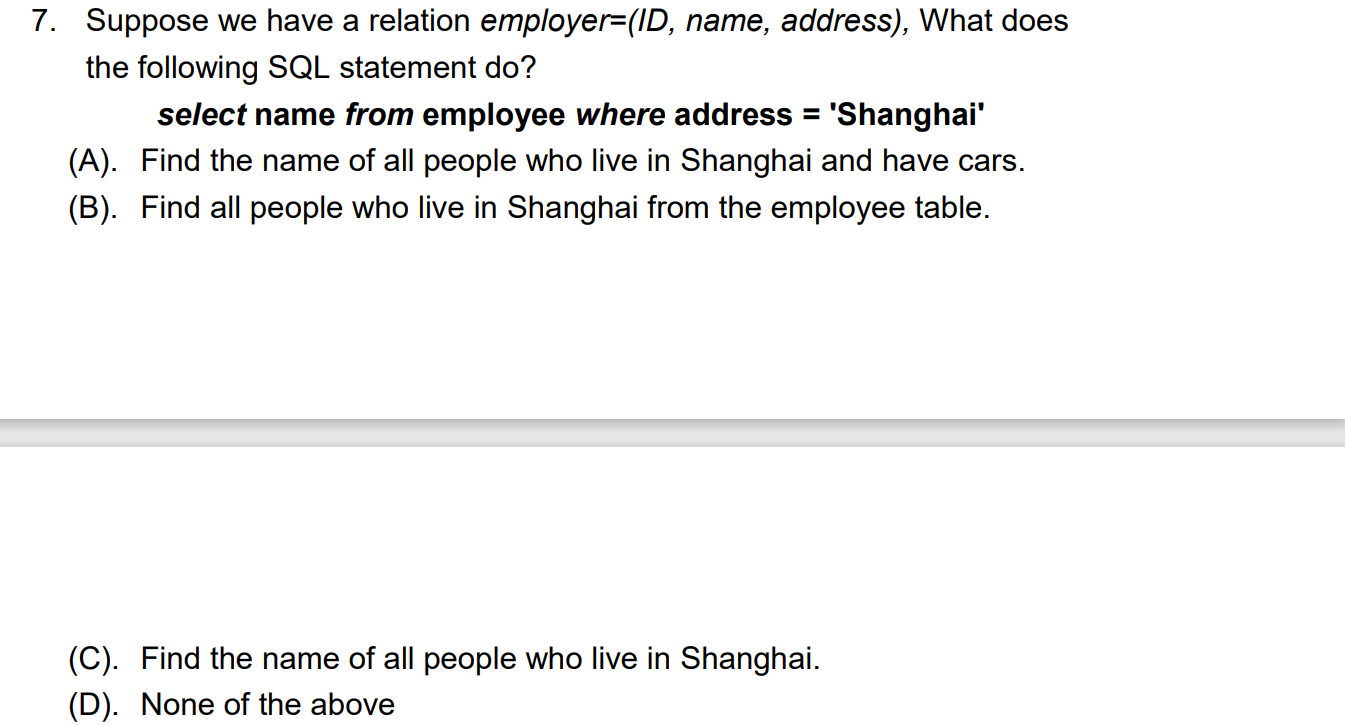 7. Suppose we have a relation employer=(ID, name, address), What does
the following SQL statement do?
select name from employee where address = 'Shanghai'
(A). Find the name of all people who live in Shanghai and have cars.
(B). Find all people who live in Shanghai from the employee table.
(C). Find the name of all people who live in Shanghai.
(D). None of the above